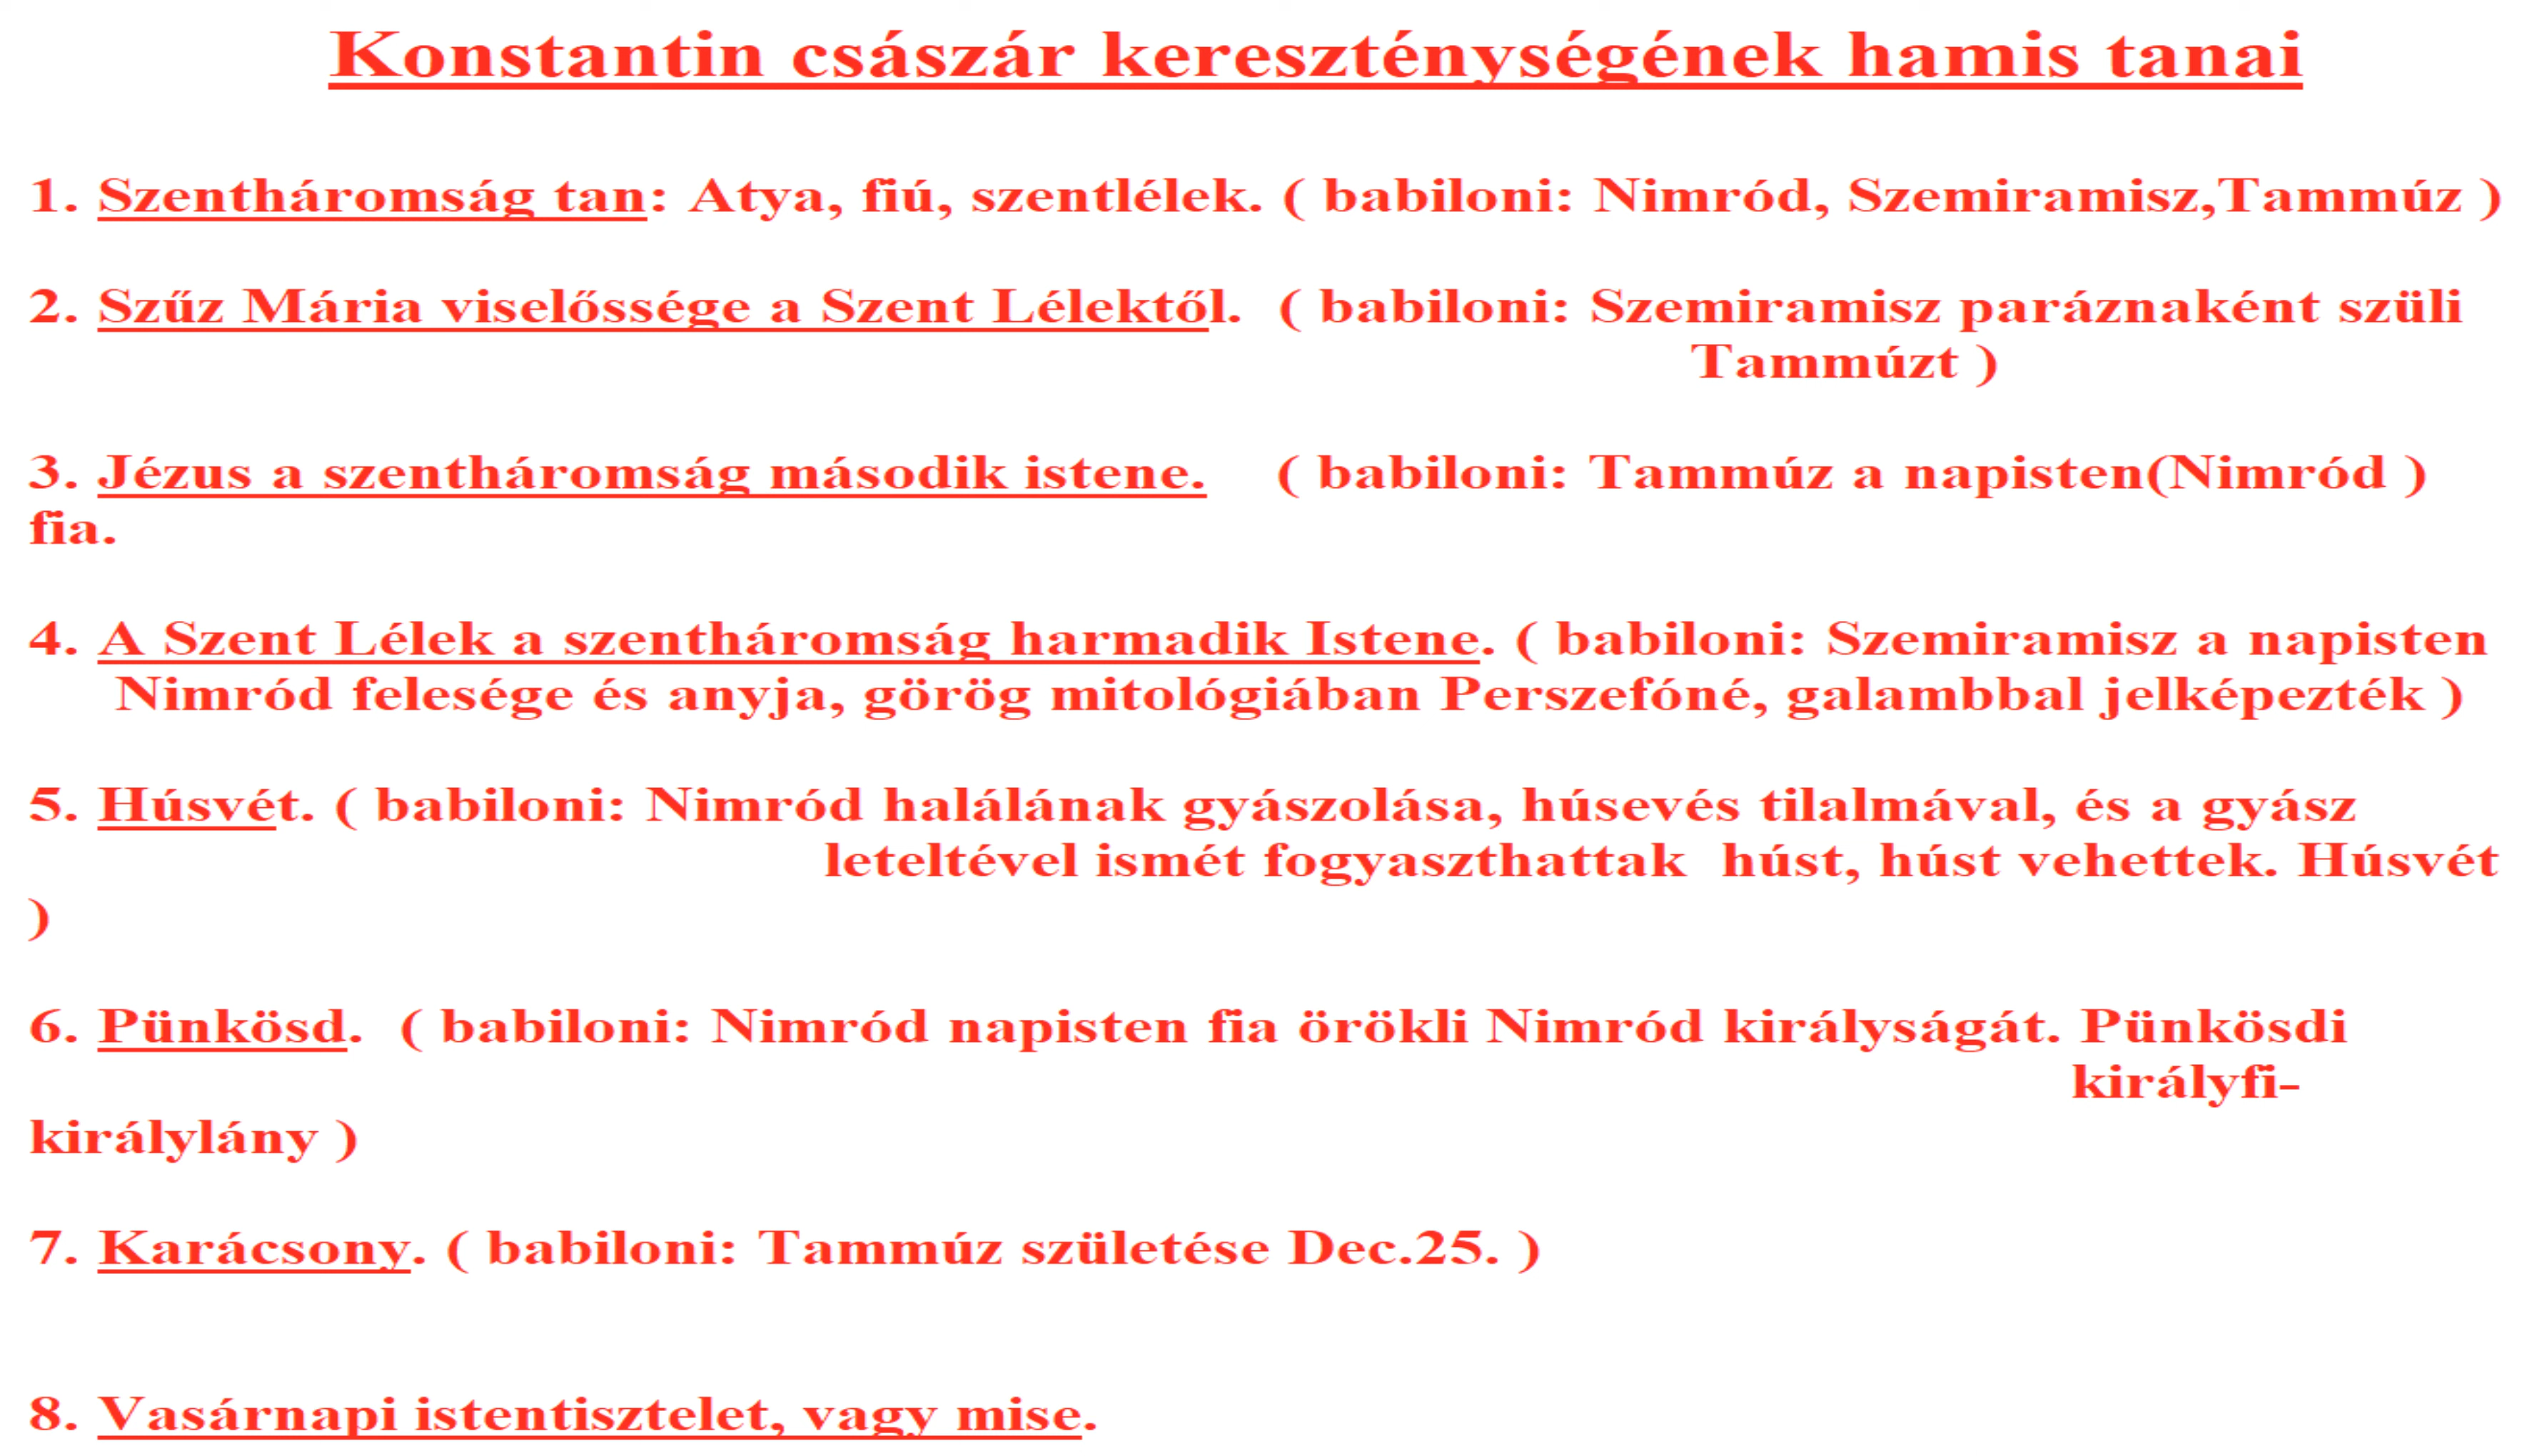 Konstantin császár kereszténységének hamis tanai
1. Szentháromság tan: Atya, fiú, szentlélek. ( babiloni: Nimród, Szemiramisz,Tammúz )
2. Szűz Mária viselőssége a Szent Lélektől. ( babiloni: Szemiramisz paráznaként szüli
Tammúzt )
3. Jézus a szentháromság második istene. ( babiloni: Tammúz a napisten(Nimród )
fia.
4. A Szent Lélek a szentháromság harmadik Istene. ( babiloni: Szemiramisz a napisten
Nimród felesége és anyja, görög mitológiában Perszefóné, galambbal jelképezték )
5. Húsvét. ( babiloni: Nimród halálának gyászolása, húsevés tilalmával, és a gyász
leteltével ismét fogyaszthattak húst, húst vehettek. Húsvét
)
6. Pünkösd. ( babiloni: Nimród napisten fia örökli Nimród királyságát. Pünkösdi
királyfi-
királylány )
7. Karácsony. ( babiloni: Tammúz születése Dec.25. )
8. Vasárnapi istentisztelet, vagy mise.